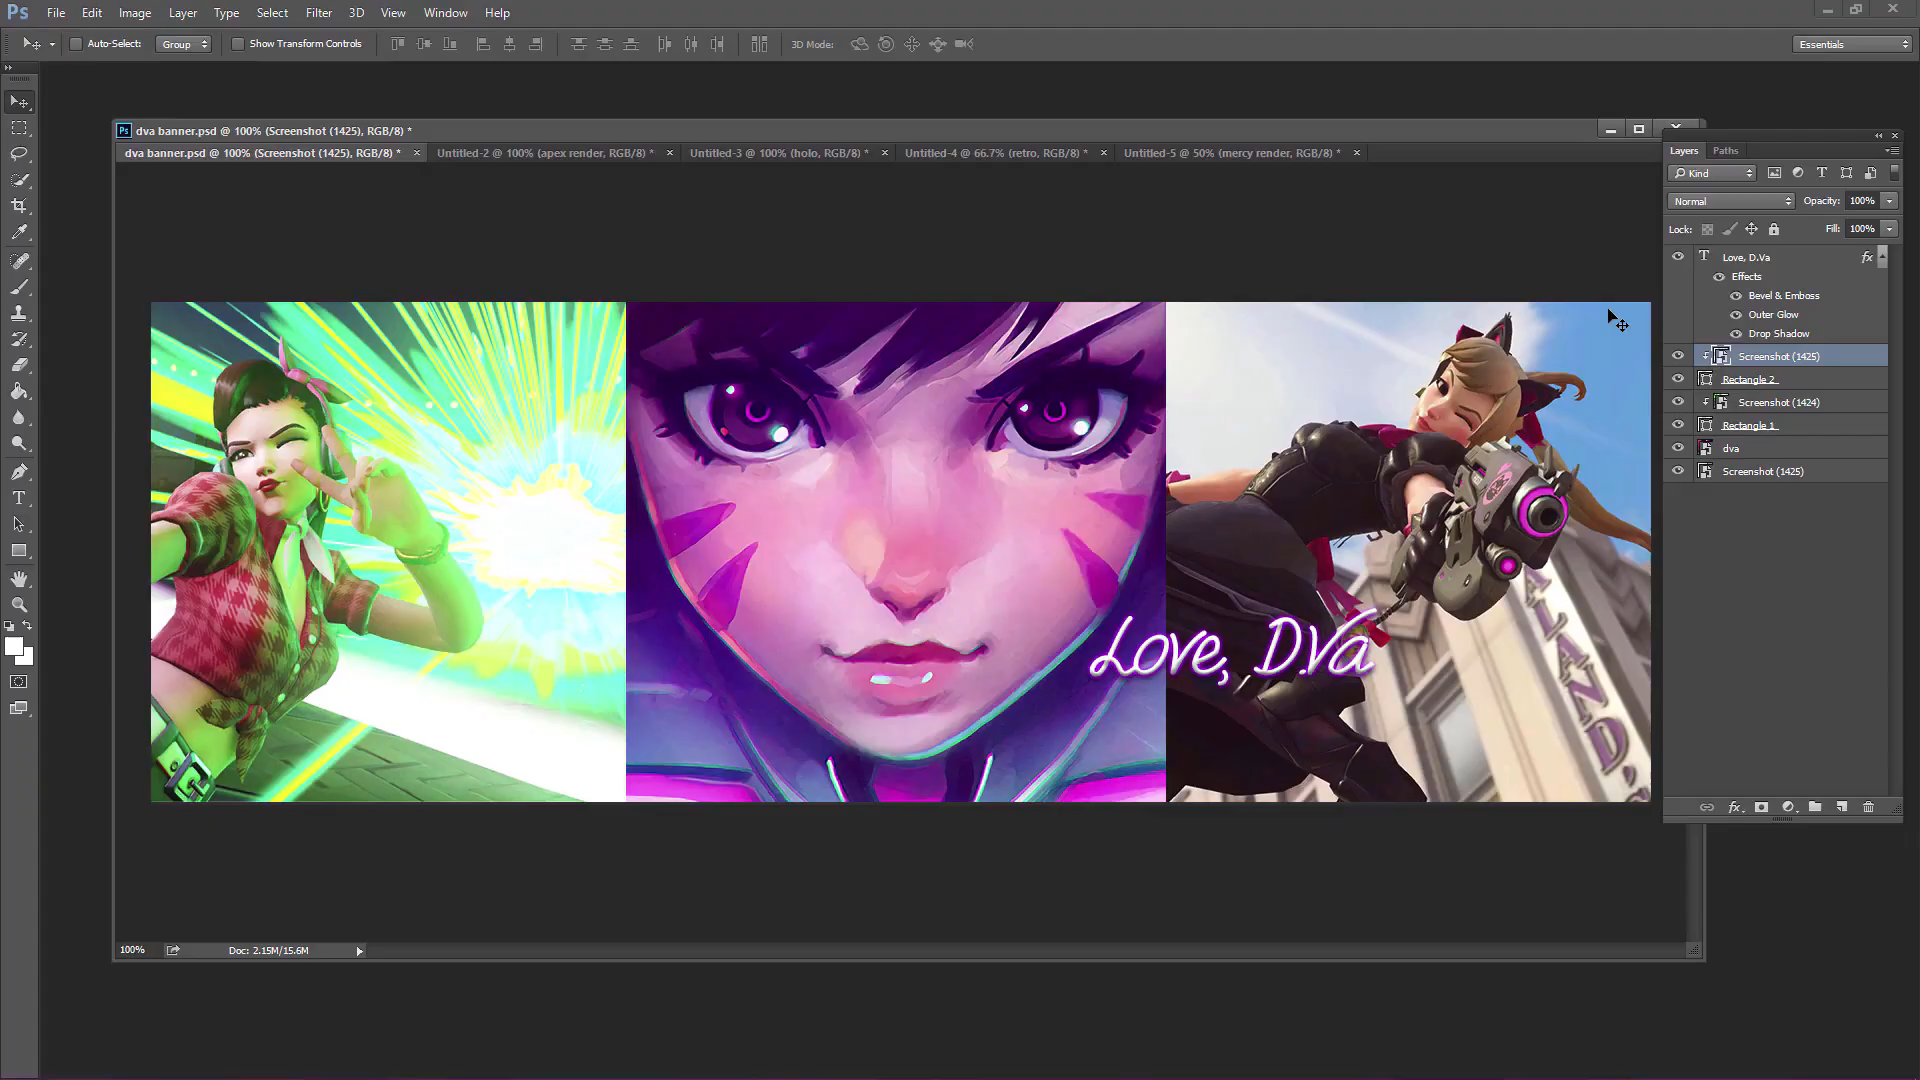 Ps File Edit Image Layer Type Select Filter 3D View Window Help
Auto-Select: Group Show Transform Controls 3D Mode: Essentials
Ps dva banner.psd @ 100% (Screenshot (1425), RGB/8) *
dva banner.psd @ 100% (Screenshot (1425), RGB/8) * × Untitled-2 @ 100% (apex render, RGB/8) * × Untitled-3 @ 100% (holo, RGB/8) * × Untitled-4 @ 66.7% (retro, RGB/8) * × Untitled-5 @ 50% (mercy render, RGB/8) * ×
Layers Paths
Kind
Normal Opacity: 100%
Lock: Fill: 100%
T Love, D.Va fx
Effects
Bevel & Emboss
Outer Glow
Drop Shadow
Screenshot (1425)
Rectangle 2
Screenshot (1424)
Rectangle 1
dva
Screenshot (1425)
Love, D.Va
ALAND
fx
100% Doc: 2.15M/15.6M